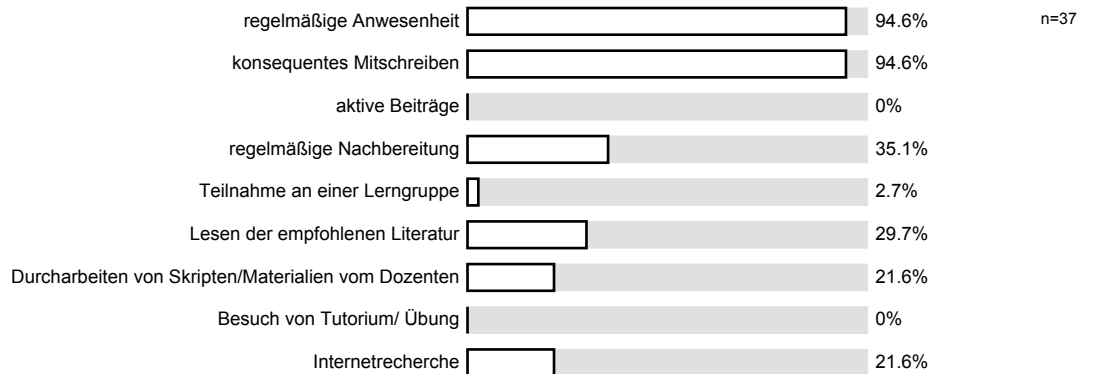 regelmäßige Anwesenheit 94.6% n=37
konsequentes Mitschreiben 94.6%
aktive Beiträge 0%
regelmäßige Nachbereitung 35.1%
Teilnahme an einer Lerngruppe 2.7%
Lesen der empfohlenen Literatur 29.7%
Durcharbeiten von Skripten/Materialien vom Dozenten 21.6%
Besuch von Tutorium/ Übung 0%
Internetrecherche 21.6%